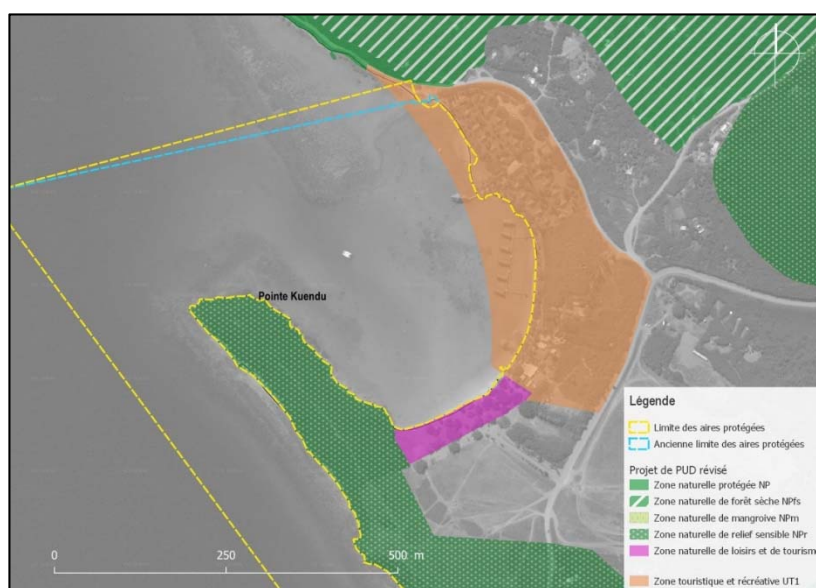 Pointe Kuendu
Légende
Limite des aires protégées
Ancienne limite des aires protégées
Projet de PUD révisé
Zone naturelle protégée NP
Zone naturelle de forêt sèche NPfs
Zone naturelle de mangroive NPm
Zone naturelle de relief sensible NPr
Zone naturelle de loisirs et de tourism
Zone touristique et récréative UT1
0 250 500 m